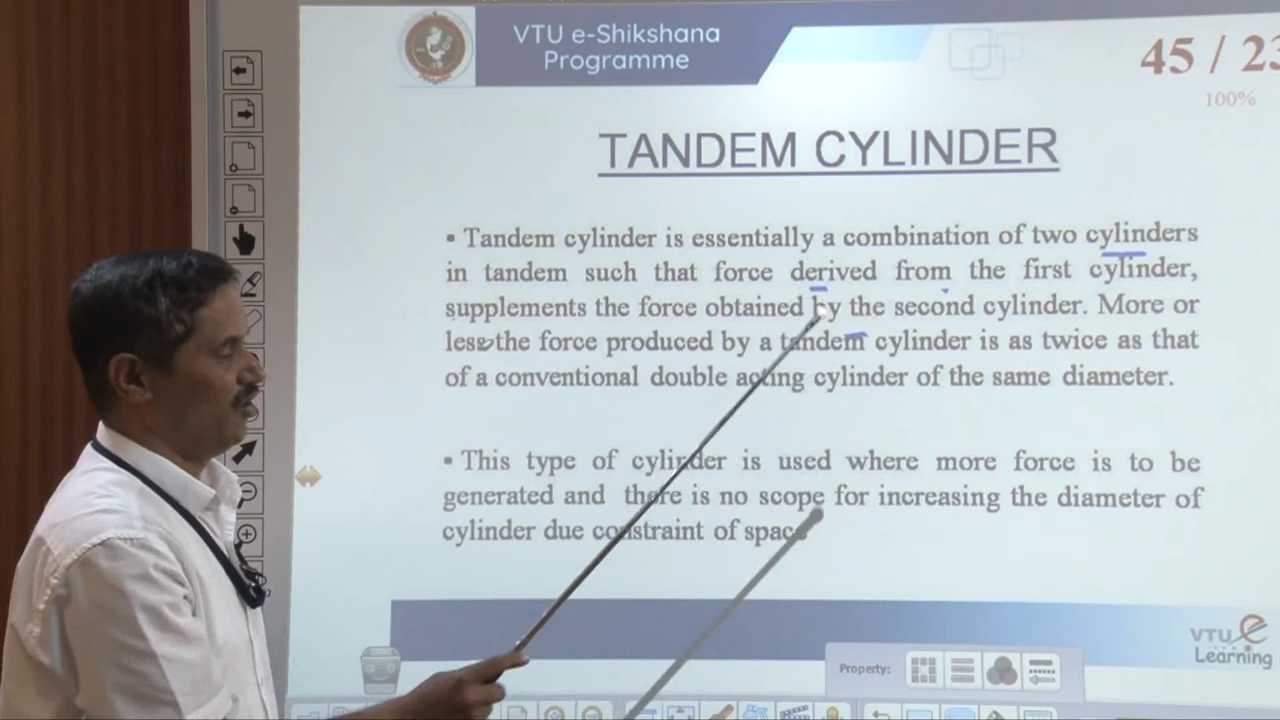 VTU e-Shikshana
Programme
45 / 23
100%
TANDEM CYLINDER
▪ Tandem cylinder is essentially a combination of two cylinders
in tandem such that force derived from the first cylinder,
supplements the force obtained by the second cylinder. More or
less the force produced by a tandem cylinder is as twice as that
of a conventional double acting cylinder of the same diameter.
▪ This type of cylinder is used where more force is to be
generated and there is no scope for increasing the diameter of
cylinder due constraint of space
VTU e
Learning
Property: